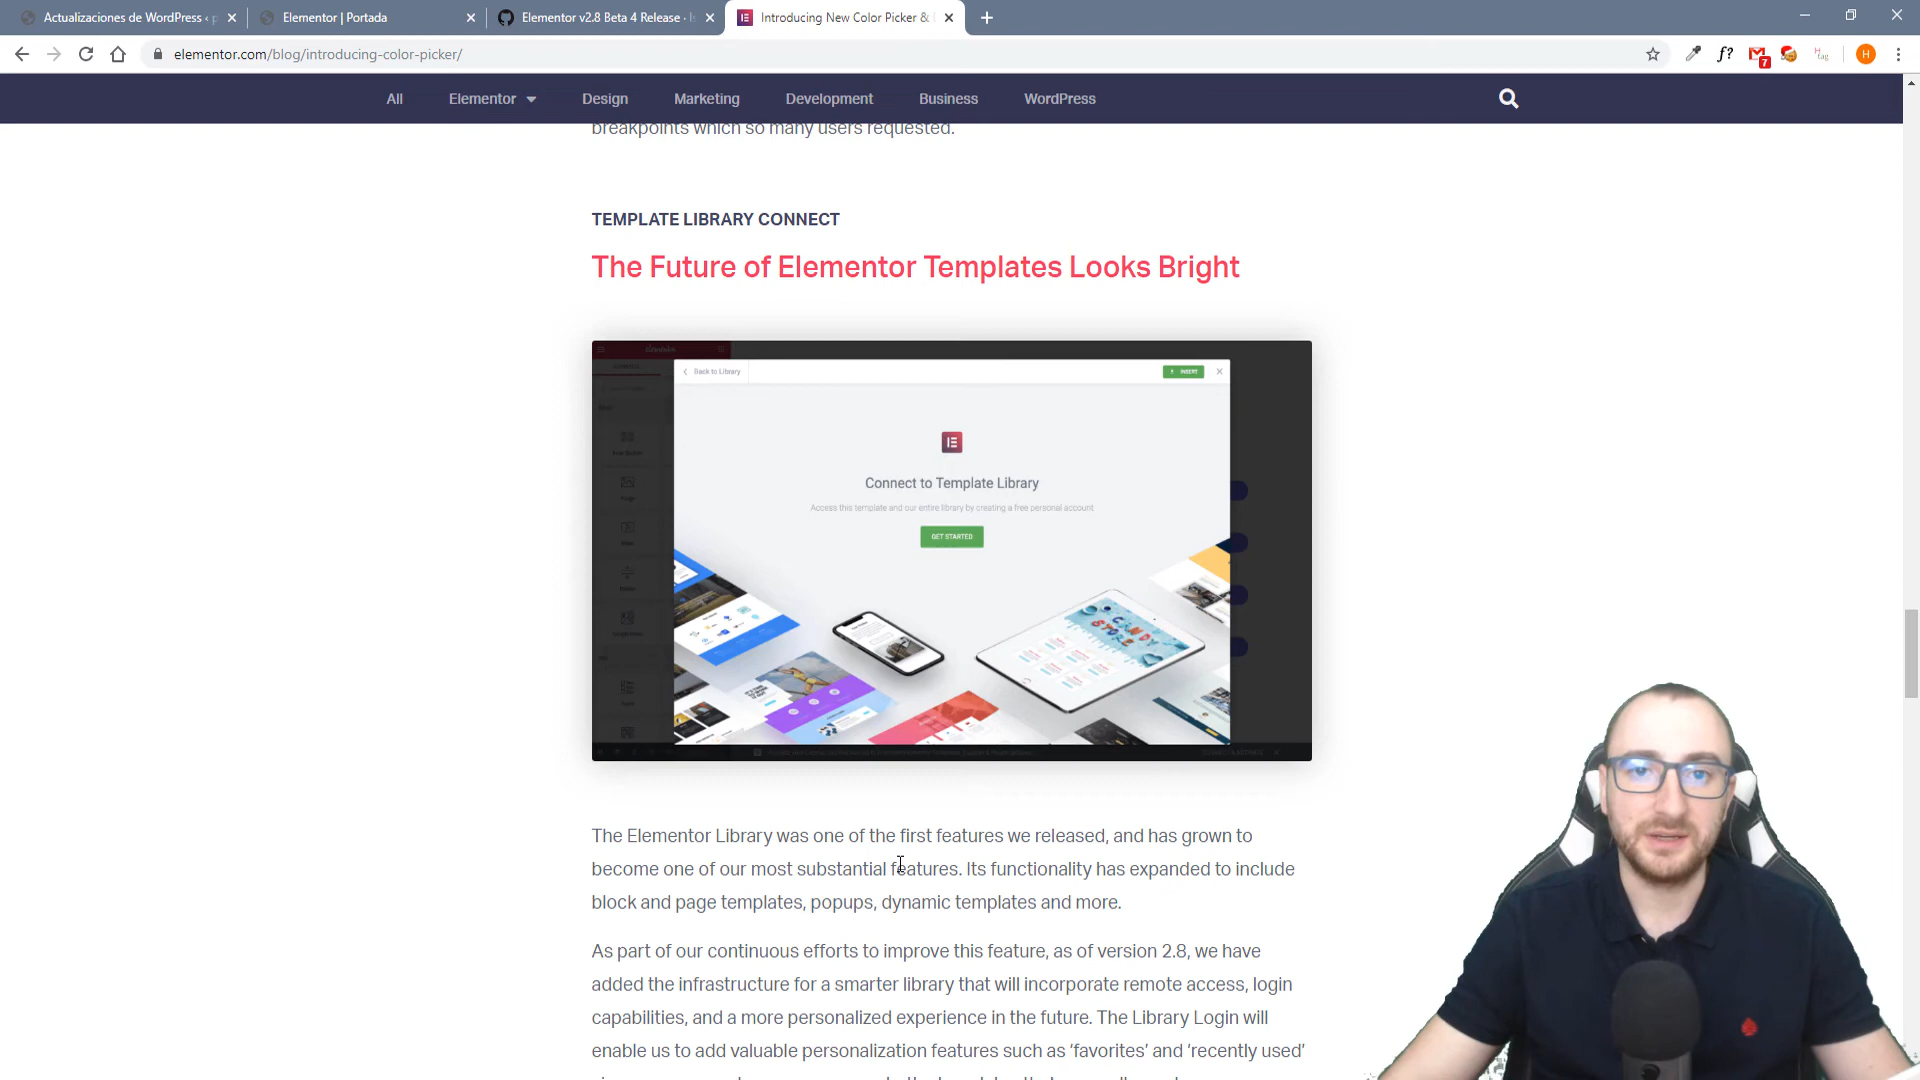 Actualizaciones de WordPress ‹ p
Elementor | Portada
Elementor v2.8 Beta 4 Release · Is
Introducing New Color Picker &
elementor.com/blog/introducing-color-picker/
f?
7
tag
H
All
Elementor
Design
Marketing
Development
Business
WordPress
breakpoints which so many users requested.
TEMPLATE LIBRARY CONNECT
The Future of Elementor Templates Looks Bright
Back to Library
INSERT
Connect to Template Library
Access this template and our entire library by creating a free personal account
GET STARTED
CANDY
STORE
The Elementor Library was one of the first features we released, and has grown to
become one of our most substantial features. Its functionality has expanded to include
block and page templates, popups, dynamic templates and more.
As part of our continuous efforts to improve this feature, as of version 2.8, we have
added the infrastructure for a smarter library that will incorporate remote access, login
capabilities, and a more personalized experience in the future. The Library Login will
enable us to add valuable personalization features such as ‘favorites’ and ‘recently used’